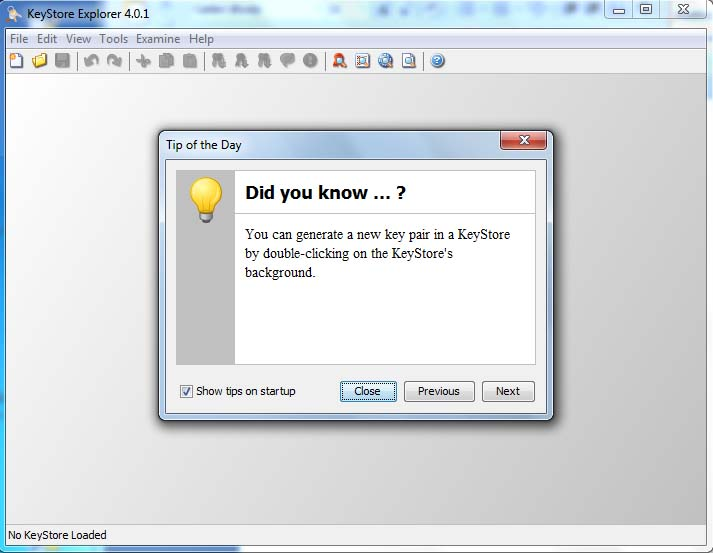 KeyStore Explorer 4.0.1
File Edit View Tools Examine Help
Tip of the Day
Did you know ... ?
You can generate a new key pair in a KeyStore
by double-clicking on the KeyStore's
background.
Show tips on startup Close Previous Next
No KeyStore Loaded